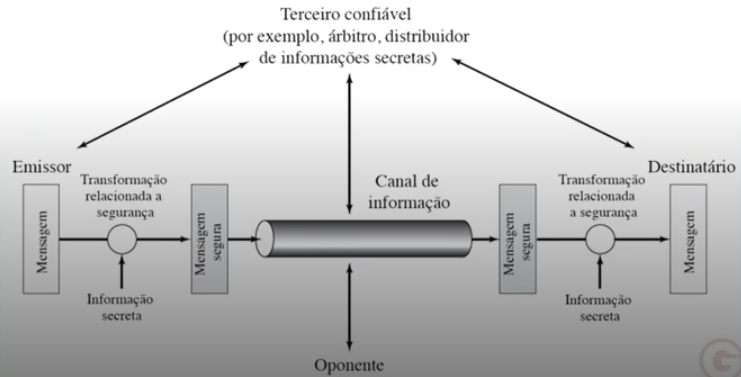 Terceiro confiável
(por exemplo, árbitro, distribuidor
de informações secretas)
Emissor
Destinatário
Transformação
relacionada a
segurança
Canal de
informação
Transformação
relacionada
a segurança
Mensagem
Mensagem
segura
Mensagem
segura
Mensagem
Informação
secreta
Informação
secreta
Oponente
G